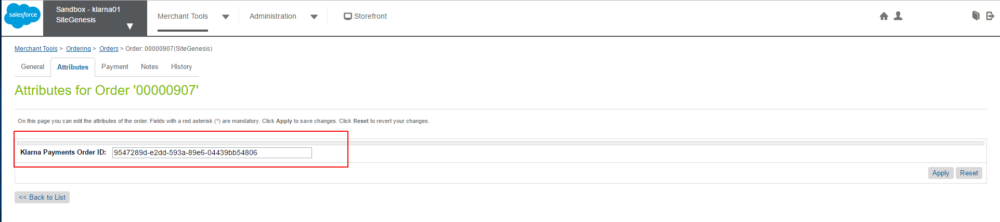 salesforce
Sandbox - klarna01
SiteGenesis
Merchant Tools Administration Storefront
Merchant Tools > Ordering > Orders > Order: 00000907(SiteGenesis)
General Attributes Payment Notes History
Attributes for Order '00000907'
On this page you can edit the attributes of the order. Fields with a red asterisk (*) are mandatory. Click Apply to save changes. Click Reset to revert your changes.
Klarna Payments Order ID: 9547289d-e2dd-593a-89e6-04439bb54806
Apply Reset
<< Back to List